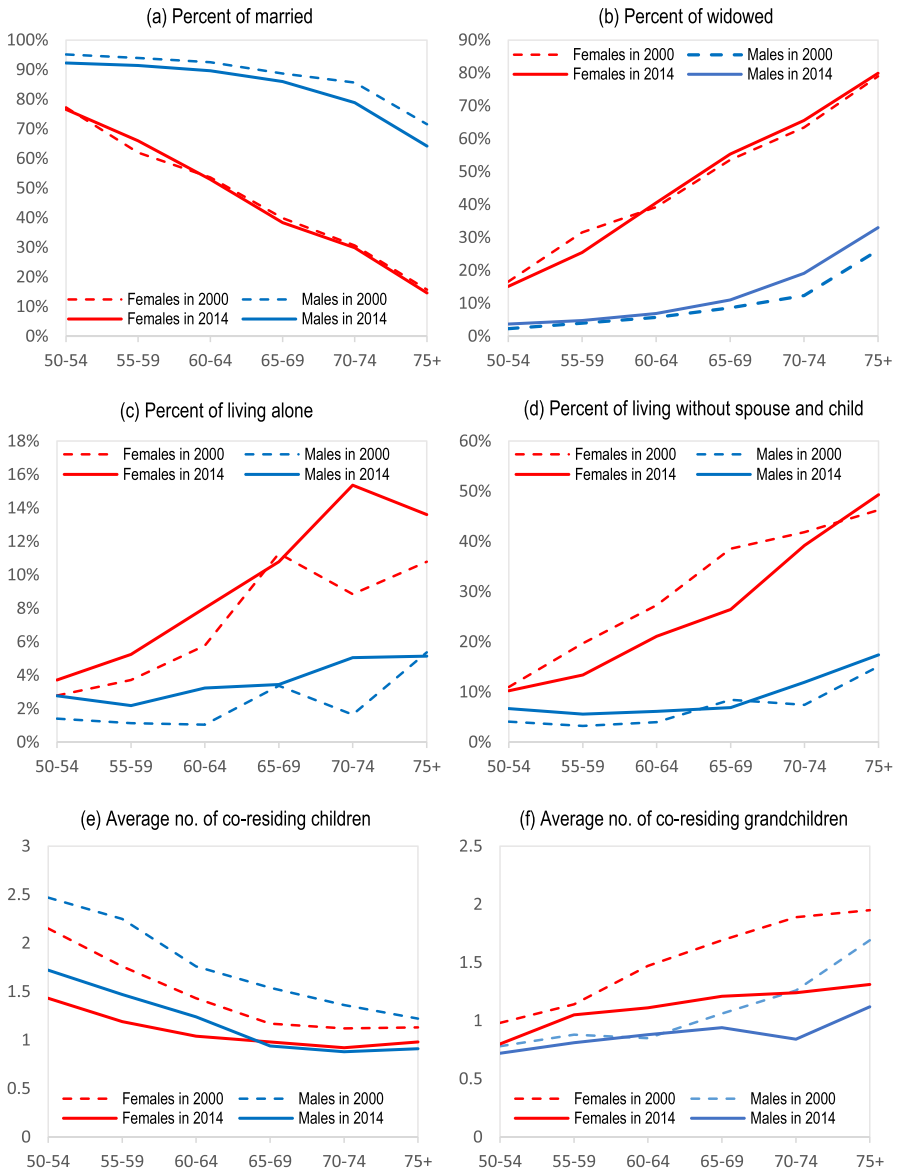 (a) Percent of married
100%
90%
80%
70%
60%
50%
40%
30%
20%
10%
0%
Females in 2000 Males in 2000
Females in 2014 Males in 2014
50-54 55-59 60-64 65-69 70-74 75+
(b) Percent of widowed
90%
80%
70%
60%
50%
40%
30%
20%
10%
0%
Females in 2000 Males in 2000
Females in 2014 Males in 2014
50-54 55-59 60-64 65-69 70-74 75+
(c) Percent of living alone
18%
16%
14%
12%
10%
8%
6%
4%
2%
0%
Females in 2000 Males in 2000
Females in 2014 Males in 2014
50-54 55-59 60-64 65-69 70-74 75+
(d) Percent of living without spouse and child
60%
50%
40%
30%
20%
10%
0%
Females in 2000 Males in 2000
Females in 2014 Males in 2014
50-54 55-59 60-64 65-69 70-74 75+
(e) Average no. of co-residing children
3
2.5
2
1.5
1
0.5
0
Females in 2000 Males in 2000
Females in 2014 Males in 2014
50-54 55-59 60-64 65-69 70-74 75+
(f) Average no. of co-residing grandchildren
2.5
2
1.5
1
0.5
0
Females in 2000 Males in 2000
Females in 2014 Males in 2014
50-54 55-59 60-64 65-69 70-74 75+